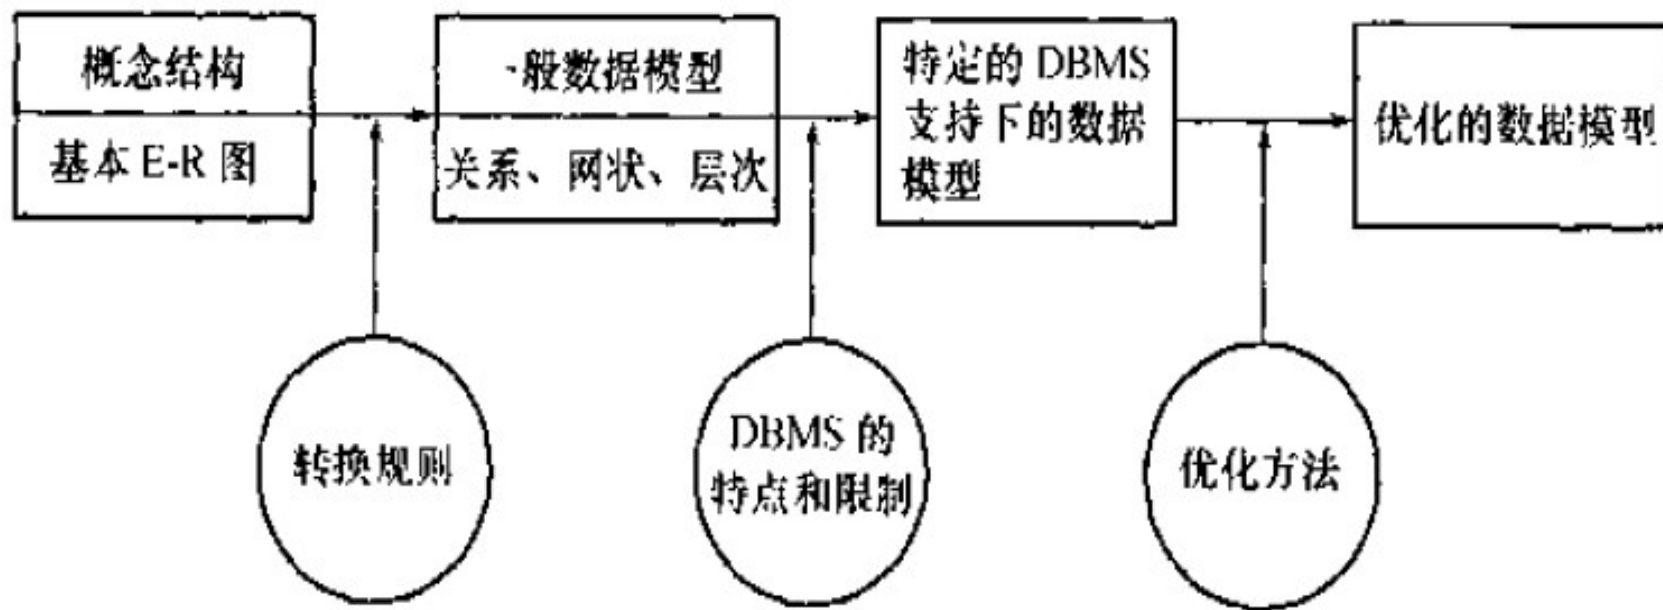 概念结构
基本 E-R 图
一般数据模型
关系、网状、层次
特定的 DBMS
支持下的数据
模型
优化的数据模型
转换规则
DBMS 的
特点和限制
优化方法